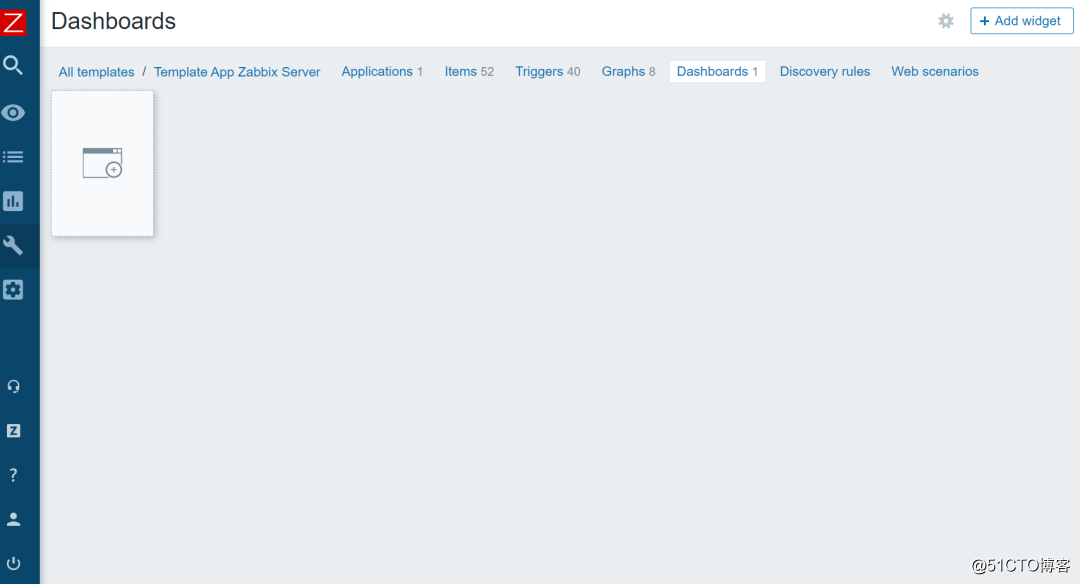 Z
Dashboards
+ Add widget
All templates / Template App Zabbix Server Applications 1 Items 52 Triggers 40 Graphs 8 Dashboards 1 Discovery rules Web scenarios
Z
?
@51CTO博客